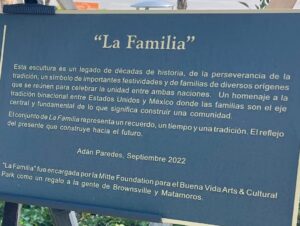 “La Familia”
Esta escultura es un legado de décadas de historia, de la perseverancia de la
tradición, un símbolo de importantes festividades y de familias de diversos orígenes
que se reúnen para celebrar la unidad entre ambas naciones. Un homenaje a la
tradición binacional entre Estados Unidos y México donde las familias son el eje
central y fundamental de lo que significa construir una comunidad.
El conjunto de La Familia representa un recuerdo, un tiempo y una tradición. El reflejo
del presente que construye hacia el futuro.
Adán Paredes, Septiembre 2022
"La Familia" fue encargada por la Mitte Foundation para el Buena Vida Arts & Cultural
Park como un regalo a la gente de Brownsville y Matamoros.